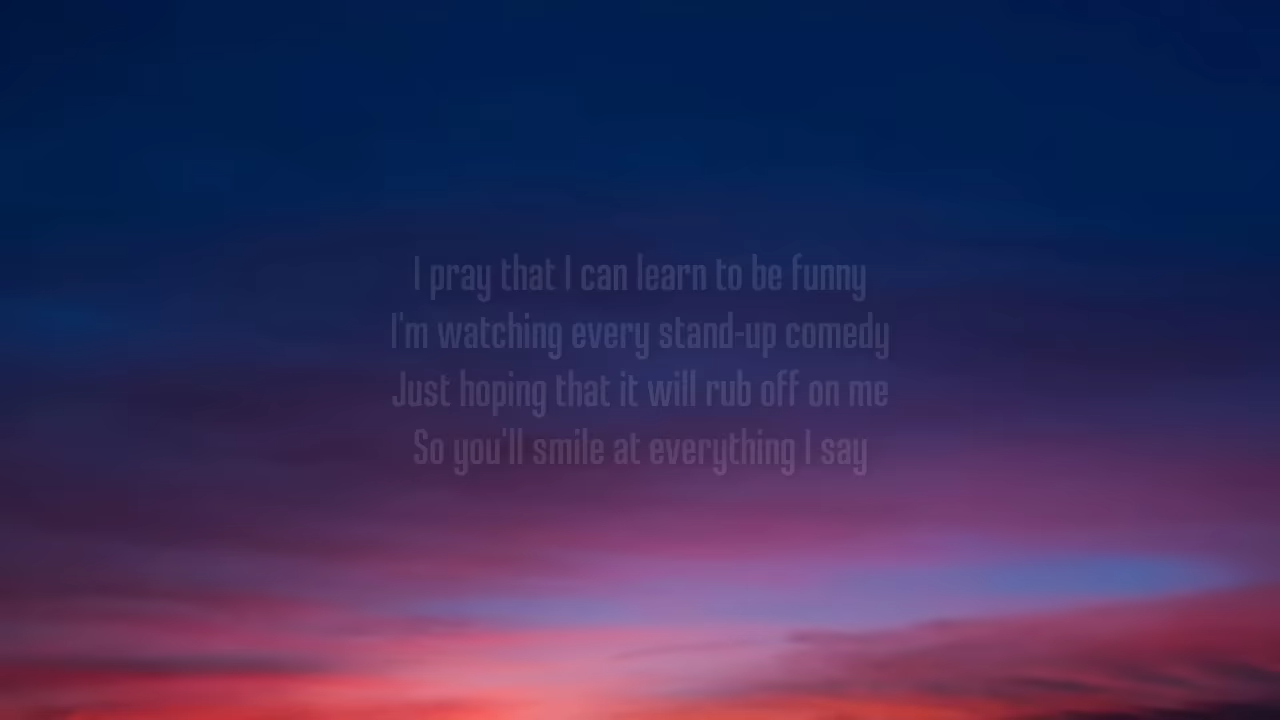 I pray that I can learn to be funny
I'm watching every stand-up comedy
Just hoping that it will rub off on me
So you'll smile at everything I say